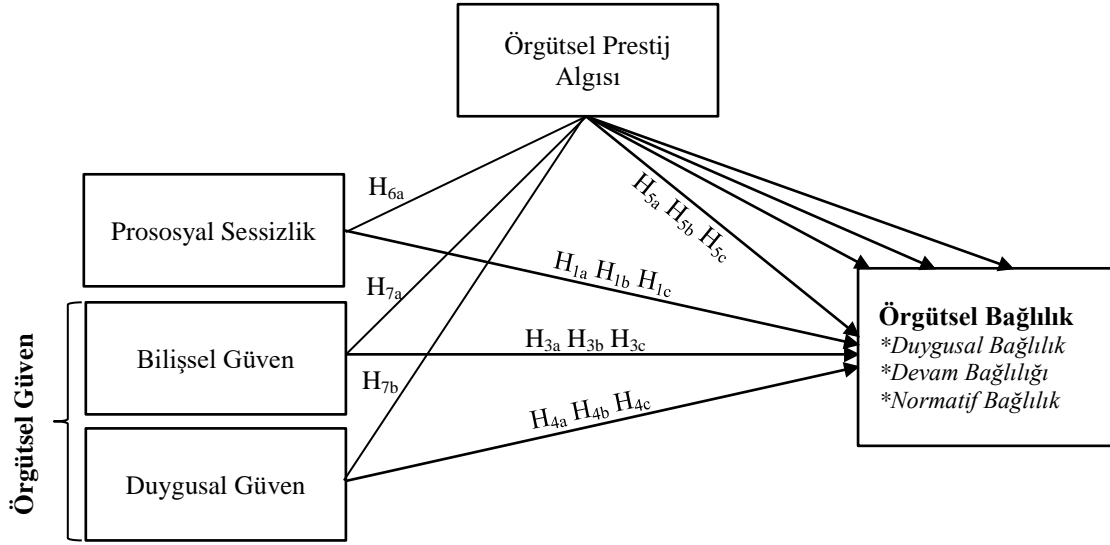 Örgütsel Prestij
Algısı
H6a
Prososyal Sessizlik
H5a H5b H5c
H1a H1b H1c
H7a
Bilişsel Güven
H3a H3b H3c
H7b
H4a H4b H4c
Duygusal Güven
Örgütsel Güven
Örgütsel Bağlılık
*Duygusal Bağlılık
*Devam Bağlılığı
*Normatif Bağlılık